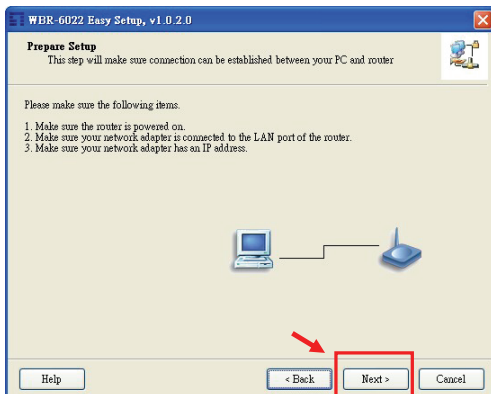 WBR-6022 Easy Setup, v1.0.2.0
Prepare Setup
This step will make sure connection can be established between your PC and router
Please make sure the following items.
1. Make sure the router is powered on.
2. Make sure your network adapter is connected to the LAN port of the router.
3. Make sure your network adapter has an IP address.
Help
< Back
Next >
Cancel